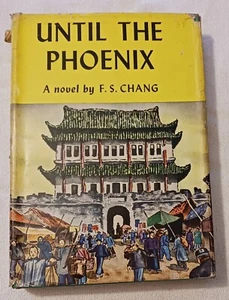 UNTIL THE
PHOENIX
A novel by F. S. CHANG